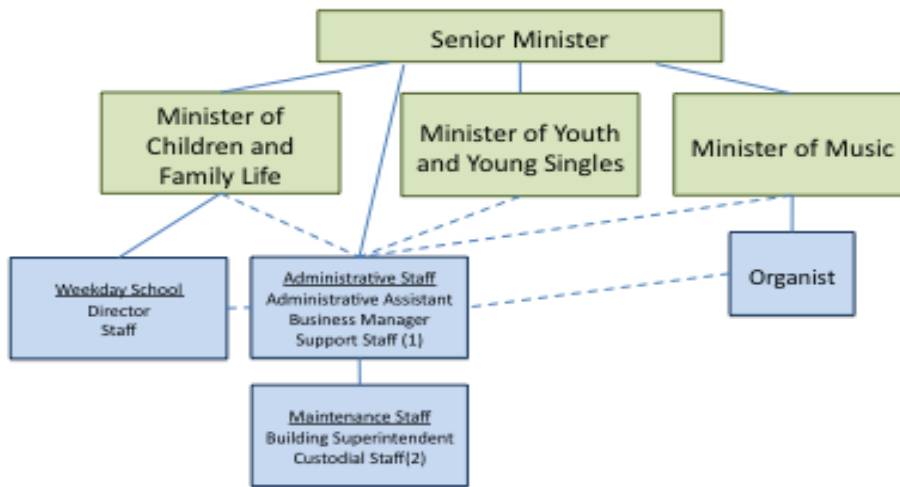 Senior Minister
Minister of
Children and
Family Life
Minister of Youth
and Young Singles
Minister of Music
Weekday School
Director
Staff
Administrative Staff
Administrative Assistant
Business Manager
Support Staff (1)
Organist
Maintenance Staff
Building Superintendent
Custodial Staff(2)